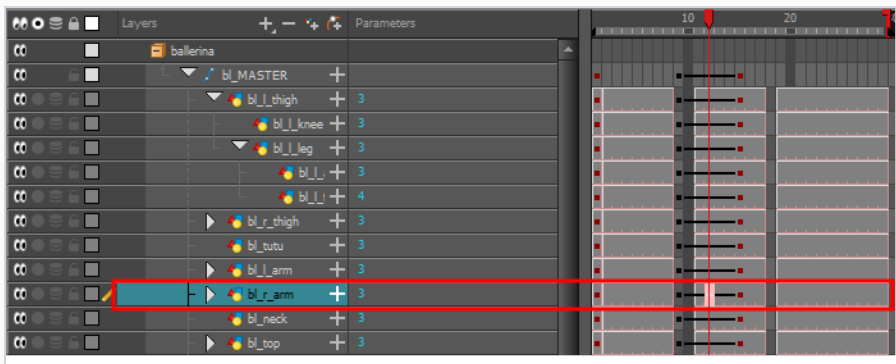 Layers Parameters 10 20
ballerina
bl_MASTER
bl_l_thigh 3
bl_l_knee 3
bl_l_leg 3
3
4
bl_r_thigh 3
bl_tutu 3
bl_l_arm 3
bl_r_arm 3
bl_neck 3
bl_top 3